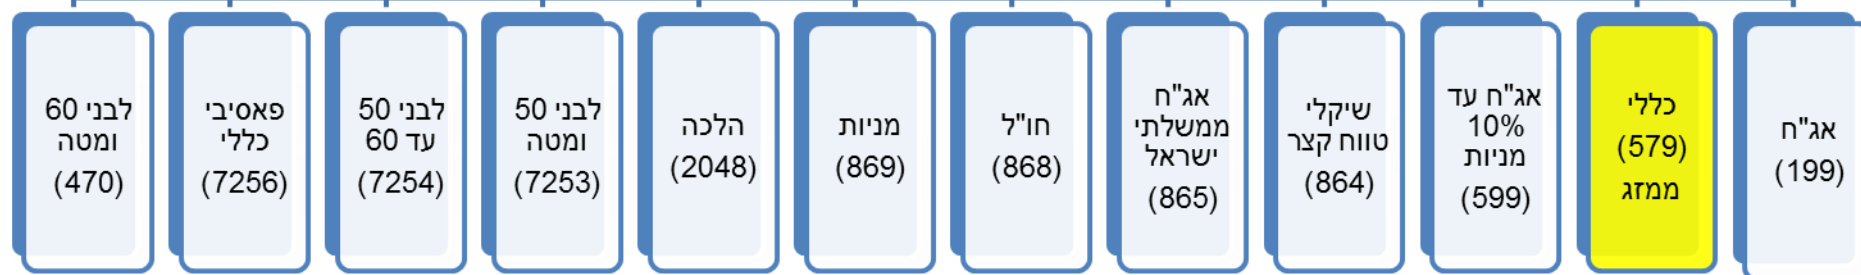 אג"ח
(199)
כללי
(579)
ממזג
אג"ח עד
10%
מניות
(599)
שיקלי
טווח קצר
(864)
אג"ח
ממשלתי
ישראל
(865)
חו"ל
(868)
מניות
(869)
הלכה
(2048)
לבני 50
ומטה
(7253)
לבני 50
עד 60
(7254)
פאסיבי
כללי
(7256)
לבני 60
ומטה
(470)